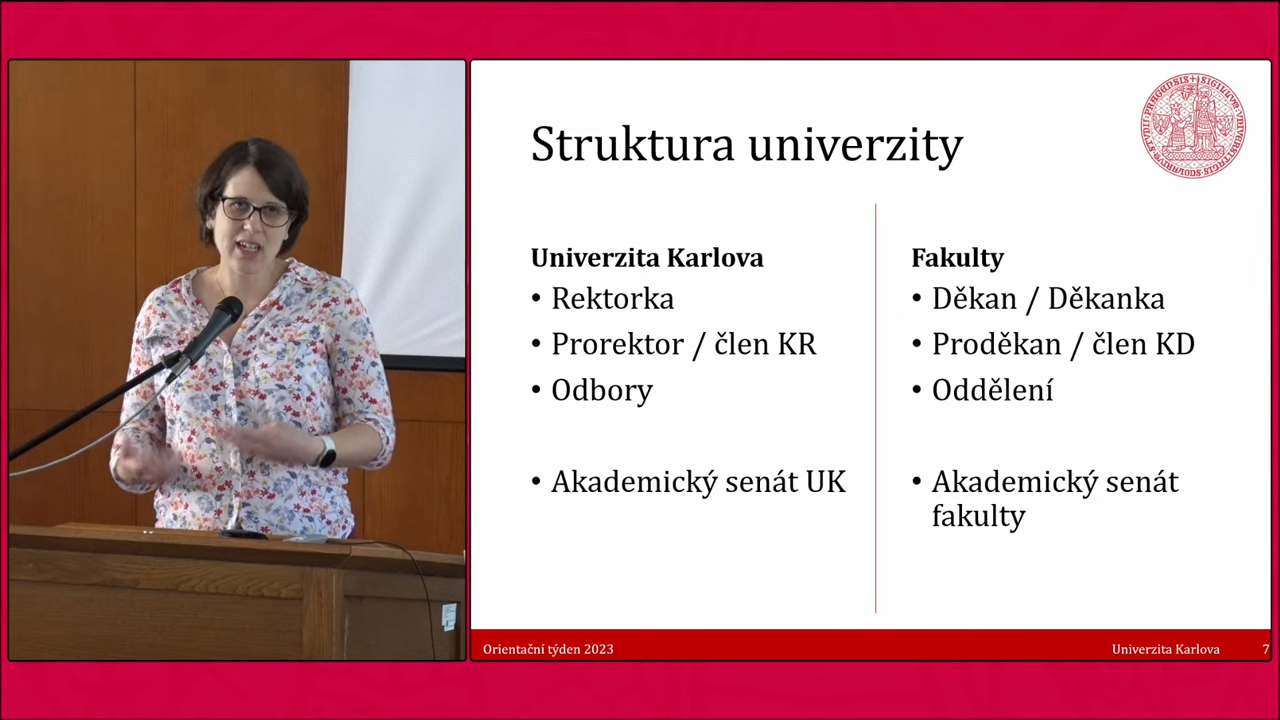 Struktura univerzity
Univerzita Karlova
• Rektorka
• Prorektor / člen KR
• Odbory
• Akademický senát UK
Fakulty
• Děkan / Děkanka
• Proděkan / člen KD
• Oddělení
• Akademický senát
fakulty
Orientační týden 2023
Univerzita Karlova
7